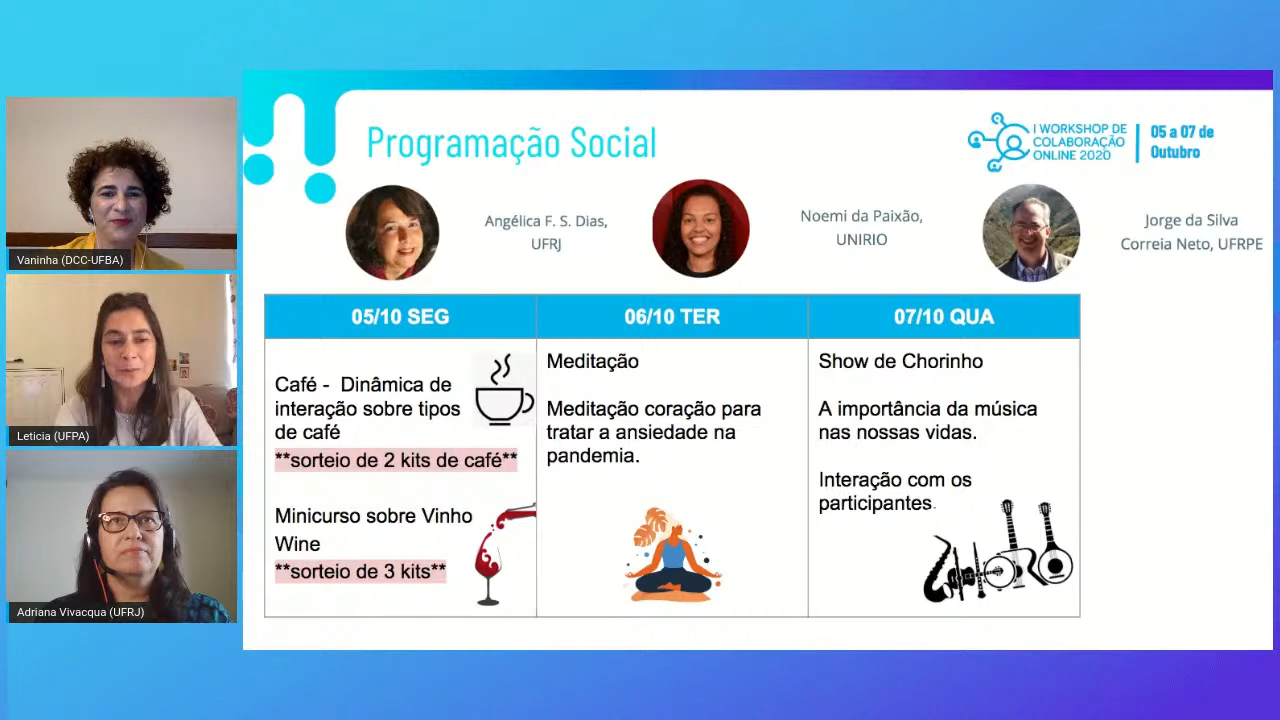 Programação Social
I WORKSHOP DE
COLABORAÇÃO
ONLINE 2020
05 a 07 de
Outubro
Angélica F. S. Dias,
UFRJ
Noemi da Paixão,
UNIRIO
Jorge da Silva
Correia Neto, UFRPE
Vaninha (DCC-UFBA)
Leticia (UFPA)
Adriana Vivacqua (UFRJ)
05/10 SEG
Café - Dinâmica de
interação sobre tipos
de café
**sorteio de 2 kits de café**
Minicurso sobre Vinho
Wine
**sorteio de 3 kits**
06/10 TER
Meditação
Meditação coração para
tratar a ansiedade na
pandemia.
07/10 QUA
Show de Chorinho
A importância da música
nas nossas vidas.
Interação com os
participantes.
CHORO